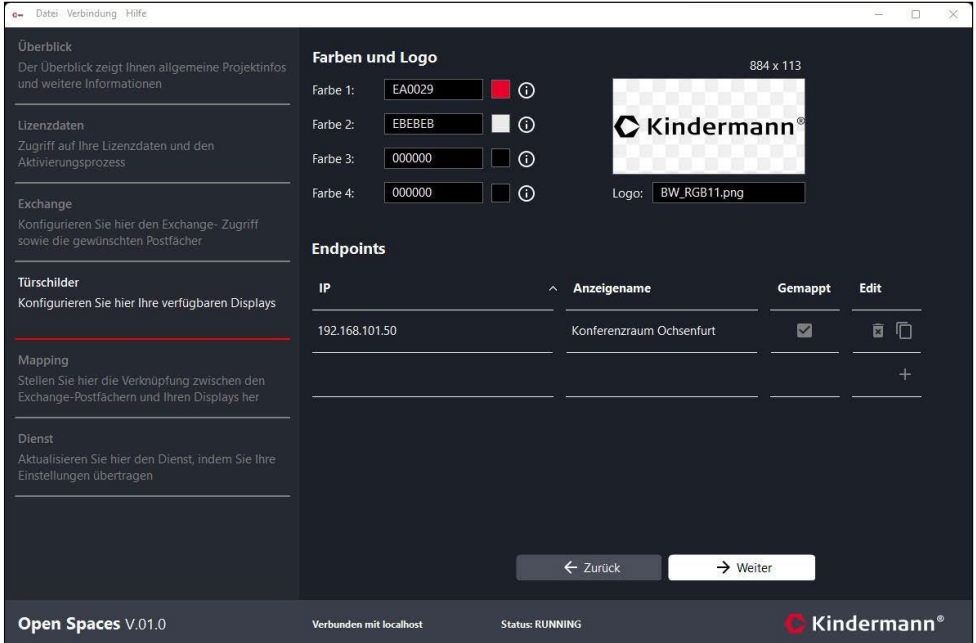 Datei Verbindung Hilfe
Überblick
Der Überblick zeigt Ihnen allgemeine Projektinfos
und weitere Informationen
Lizenzdaten
Zugriff auf Ihre Lizenzdaten und den
Aktivierungsprozess
Exchange
Konfigurieren Sie hier den Exchange- Zugriff
sowie die gewünschten Postfächer
Türschilder
Konfigurieren Sie hier Ihre verfügbaren Displays
Mapping
Stellen Sie hier die Verknüpfung zwischen den
Exchange-Postfächern und Ihren Displays her
Dienst
Aktualisieren Sie hier den Dienst, indem Sie Ihre
Einstellungen übertragen
Farben und Logo
884 x 113
Farbe 1: EA0029
Farbe 2: EBEBEB
Farbe 3: 000000
Farbe 4: 000000
Kindermann®
Logo: BW_RGB11.png
Endpoints
IP Anzeigename Gemappt Edit
192.168.101.50 Konferenzraum Ochsenfurt
← Zurück → Weiter
Open Spaces V.01.0 Verbunden mit localhost Status: RUNNING Kindermann®